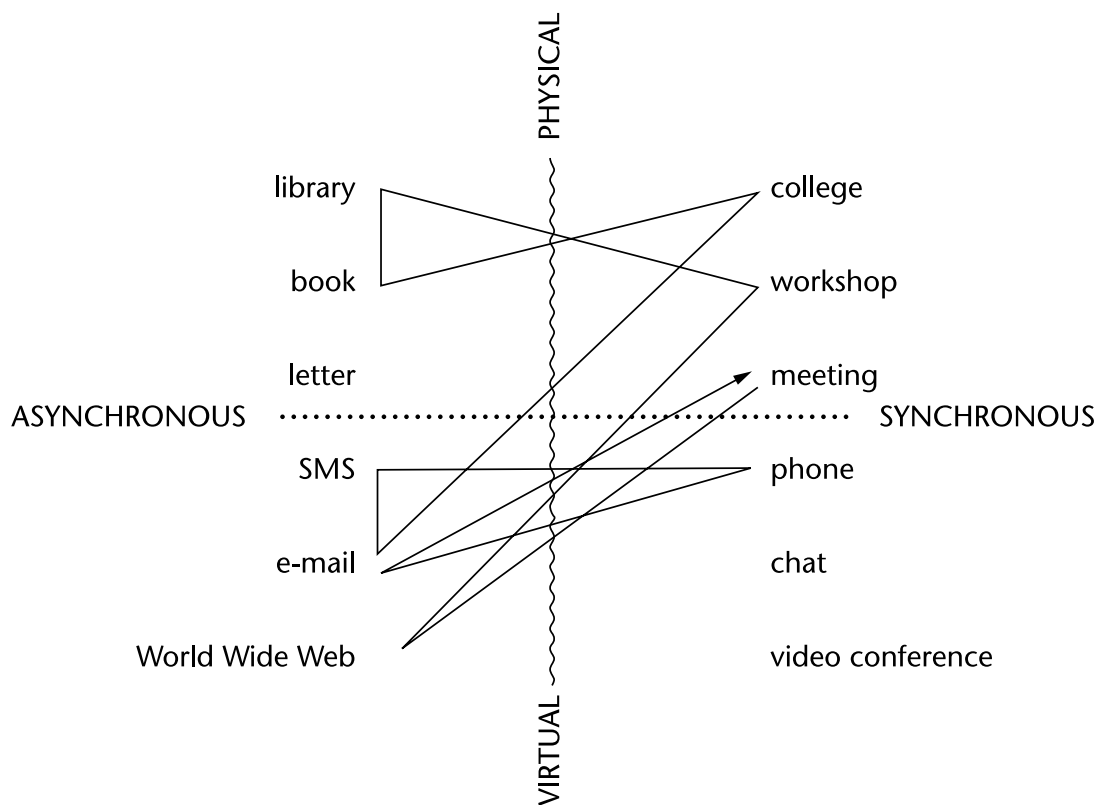 PHYSICAL
library
college
book
workshop
letter
meeting
ASYNCHRONOUS
SYNCHRONOUS
SMS
phone
e-mail
chat
World Wide Web
video conference
VIRTUAL